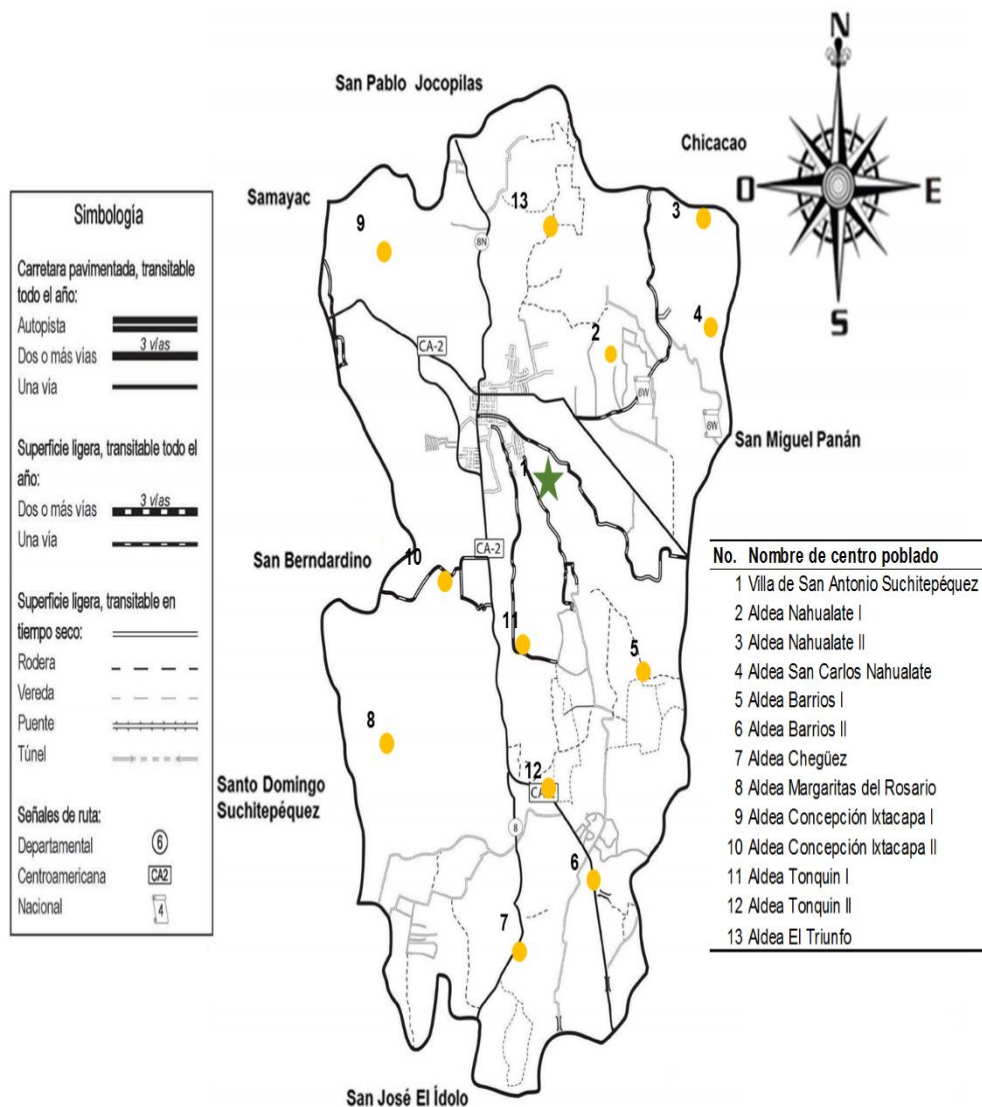 San Pablo Jocopilas
Chicacao
Samayac
San Miguel Panán
San Berndardino
Santo Domingo
Suchitepéquez
San José El Ídolo
N
O
E
S
Simbología
Carretara pavimentada, transitable
todo el año:
Autopista
Dos o más vías
3 vías
Una vía
Superficie ligera, transitable todo el
año:
Dos o más vías
3 vías
Una vía
Superficie ligera, transitable en
tiempo seco:
Rodera
Vereda
Puente
Túnel
Señales de ruta:
Departamental
6
Centroamericana
CA2
Nacional
4
9
13
3
8N
4
2
CA-2
6W
6W
1
CA-2
10
11
5
8
12
CA-2
8
6
7
No. Nombre de centro poblado
1 Villa de San Antonio Suchitepéquez
2 Aldea Nahualate I
3 Aldea Nahualate II
4 Aldea San Carlos Nahualate
5 Aldea Barrios I
6 Aldea Barrios II
7 Aldea Chegüez
8 Aldea Margaritas del Rosario
9 Aldea Concepción Ixtacapa I
10 Aldea Concepción Ixtacapa II
11 Aldea Tonquin I
12 Aldea Tonquin II
13 Aldea El Triunfo